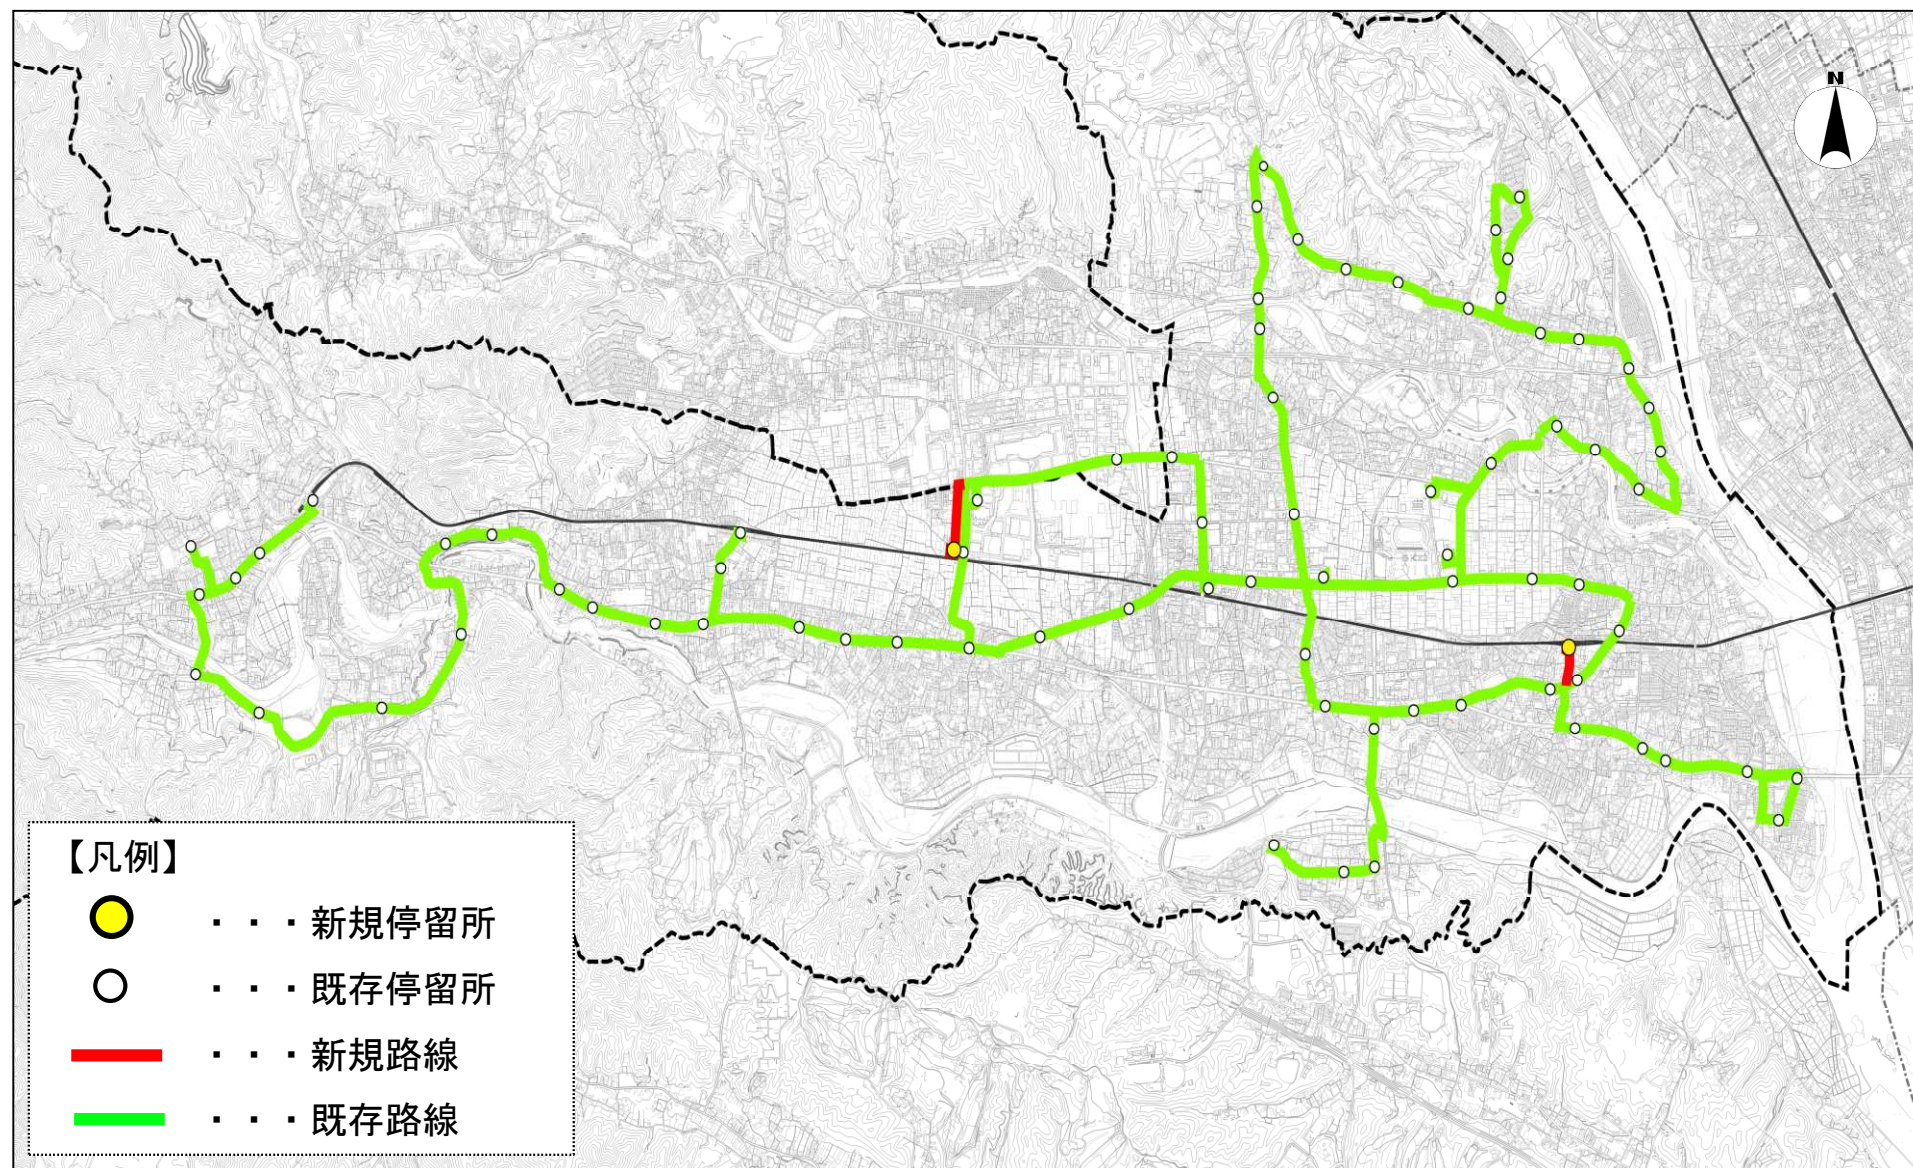 N
【凡例】
・・・新規停留所
・・・既存停留所
・・・新規路線
・・・既存路線